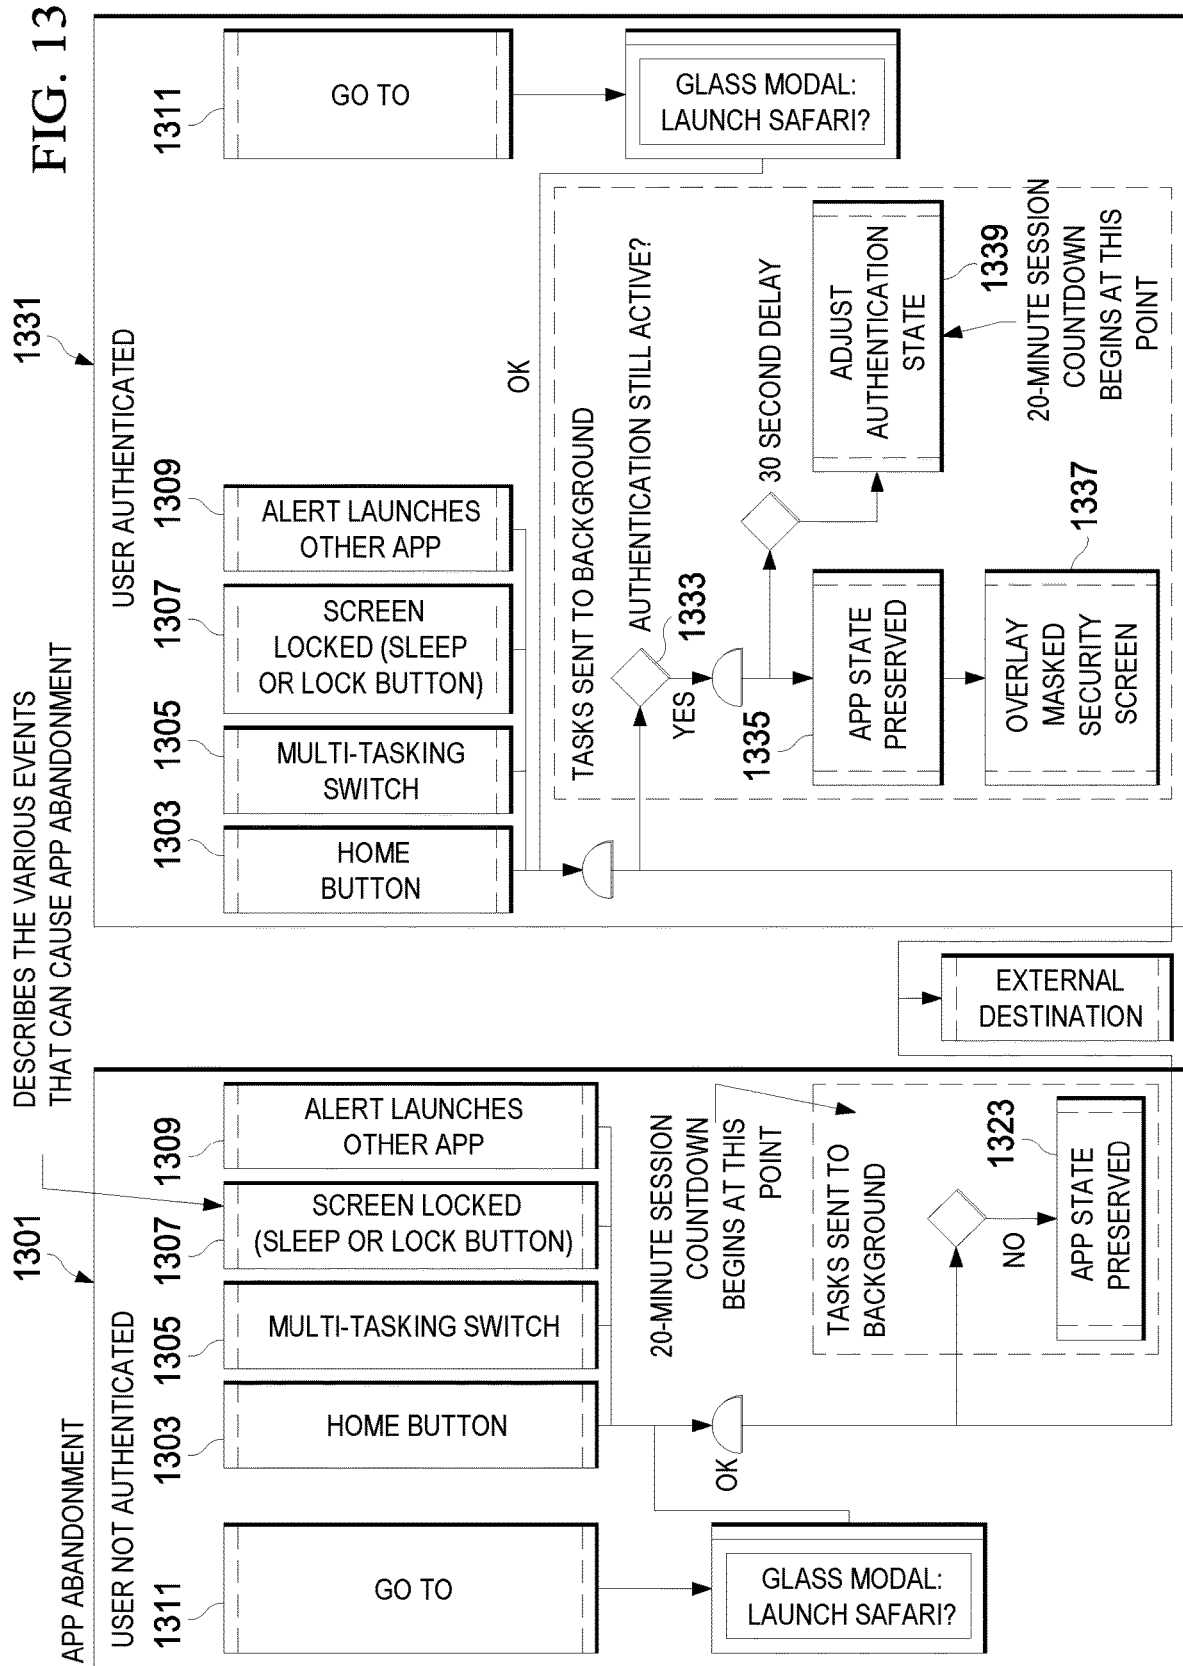 FIG. 13
APP ABANDONMENT
DESCRIBES THE VARIOUS EVENTS
THAT CAN CAUSE APP ABANDONMENT
1301
USER NOT AUTHENTICATED
1311
GO TO
1303
HOME BUTTON
1305
MULTI-TASKING SWITCH
1307
SCREEN LOCKED
(SLEEP OR LOCK BUTTON)
1309
ALERT LAUNCHES
OTHER APP
GLASS MODAL:
LAUNCH SAFARI?
OK
20-MINUTE SESSION
COUNTDOWN
BEGINS AT THIS
POINT
TASKS SENT TO
BACKGROUND
NO
1323
APP STATE
PRESERVED
EXTERNAL
DESTINATION
1331
USER AUTHENTICATED
1303
HOME
BUTTON
1305
MULTI-TASKING
SWITCH
1307
SCREEN
LOCKED (SLEEP
OR LOCK BUTTON)
1309
ALERT LAUNCHES
OTHER APP
1311
GO TO
GLASS MODAL:
LAUNCH SAFARI?
OK
TASKS SENT TO BACKGROUND
AUTHENTICATION STILL ACTIVE?
1333
YES
30 SECOND DELAY
1335
APP STATE
PRESERVED
ADJUST
AUTHENTICATION
STATE
1339
20-MINUTE SESSION
COUNTDOWN
BEGINS AT THIS
POINT
OVERLAY
MASKED
SECURITY
SCREEN
1337